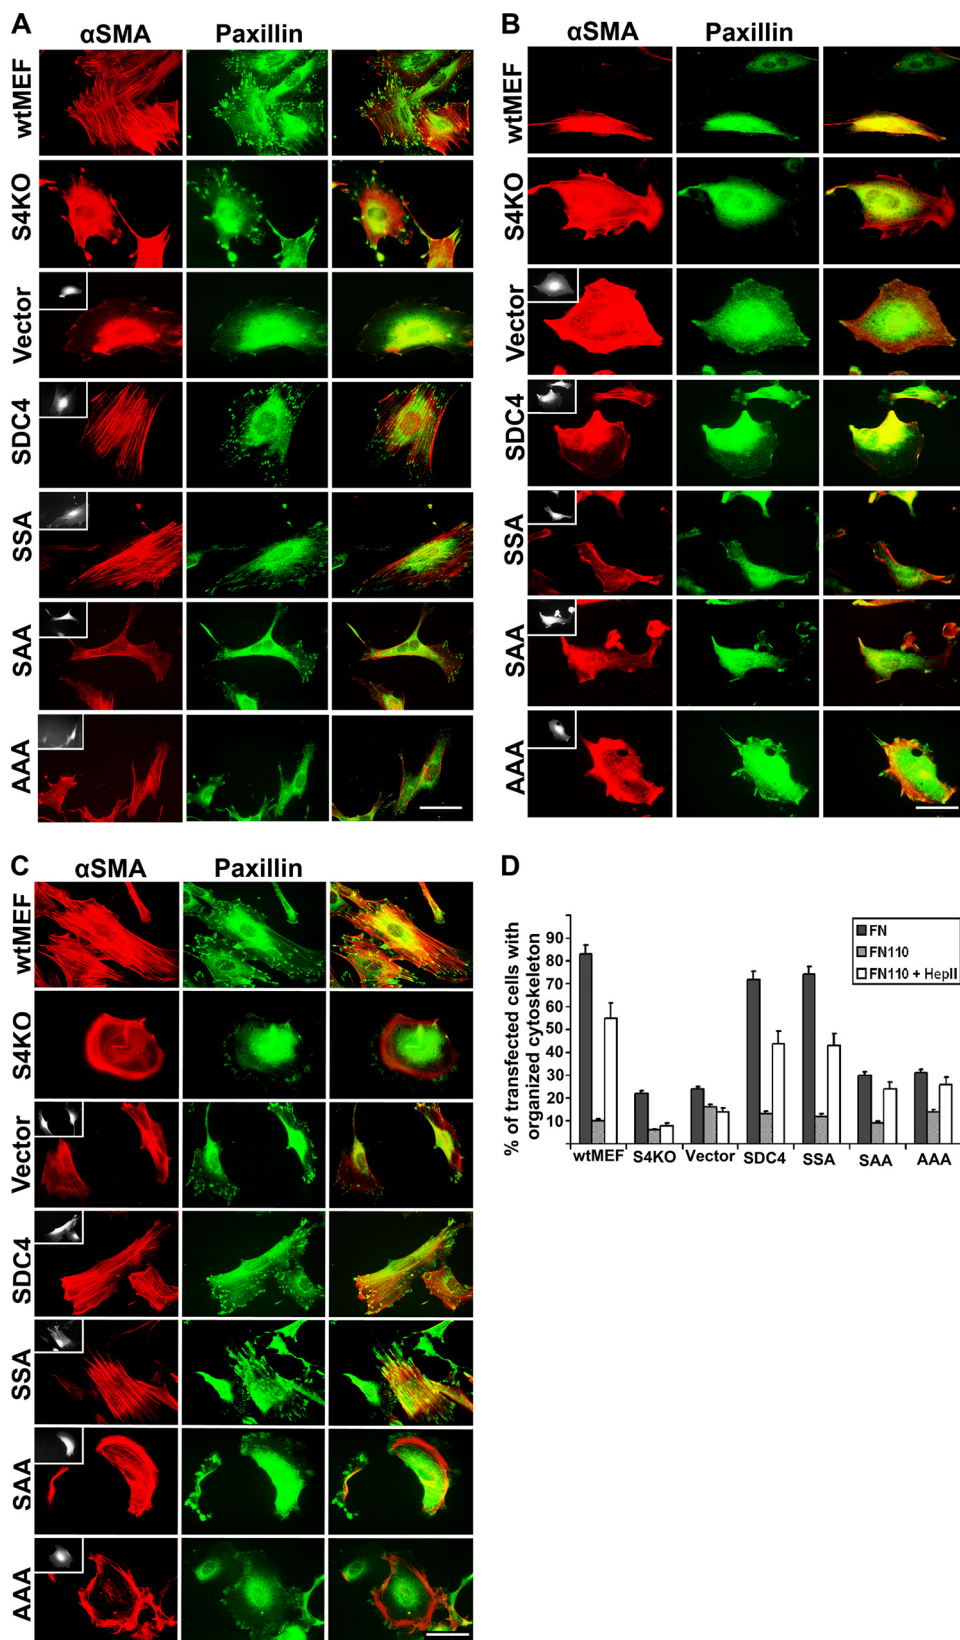 A
αSMA Paxillin
wtMEF
S4KO
Vector
SDC4
SSA
SAA
AAA
B
αSMA Paxillin
wtMEF
S4KO
Vector
SDC4
SSA
SAA
AAA
C
αSMA Paxillin
wtMEF
S4KO
Vector
SDC4
SSA
SAA
AAA
D
% of transfected cells with
organized cytoskeleton
90
80
70
60
50
40
30
20
10
FN
FN110
FN110 + HepII
wtMEF S4KO Vector SDC4 SSA SAA AAA